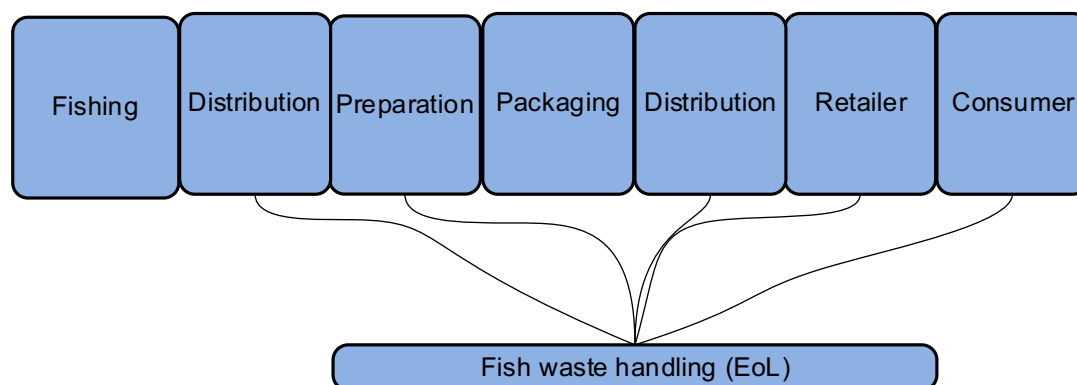 Fishing
Distribution
Preparation
Packaging
Distribution
Retailer
Consumer
Fish waste handling (EoL)